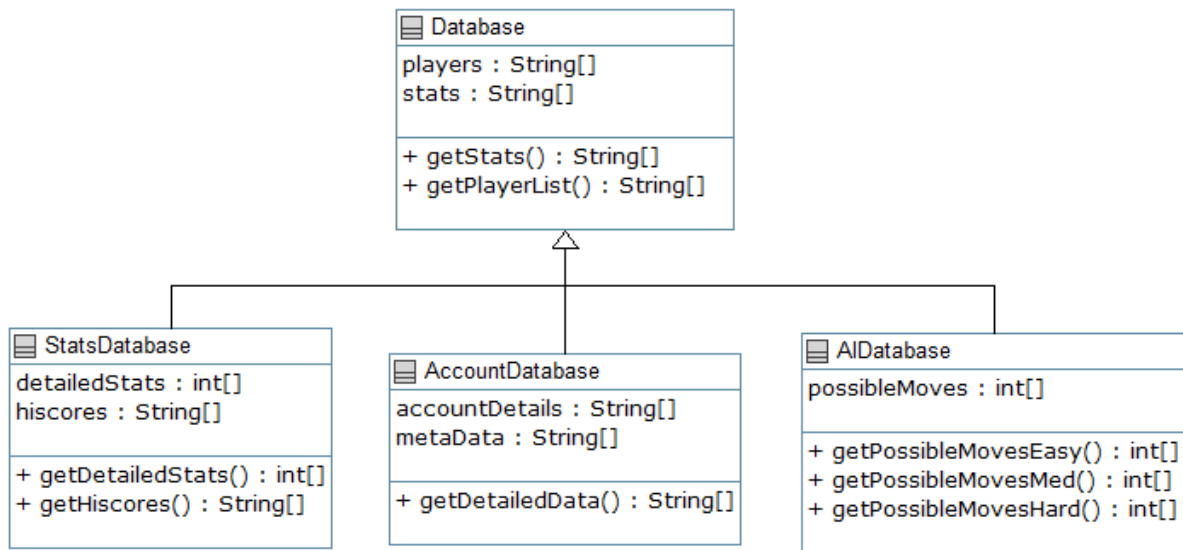 Database
players : String[]
stats : String[]
+ getStats() : String[]
+ getPlayerList() : String[]
StatsDatabase
detailedStats : int[]
hiscores : String[]
+ getDetailedStats() : int[]
+ getHiscores() : String[]
AccountDatabase
accountDetails : String[]
metaData : String[]
+ getDetailedData() : String[]
AIDatabase
possibleMoves : int[]
+ getPossibleMovesEasy() : int[]
+ getPossibleMovesMed() : int[]
+ getPossibleMovesHard() : int[]